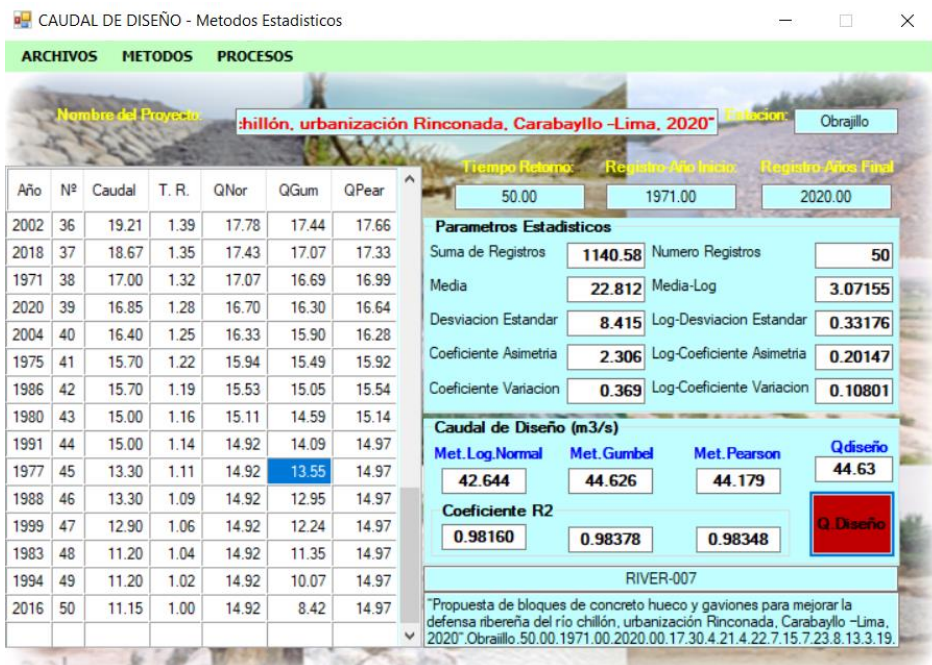 CAUDAL DE DISEÑO - Metodos Estadisticos
ARCHIVOS METODOS PROCESOS
Nombre del Proyecto: :hillón, urbanización Rinconada, Carabayllo -Lima, 2020" Estacion: Obrajillo
Tiempo Retorno: Registro Año Inicio: Registro Años Final
50.00 1971.00 2020.00
Año Nº Caudal T. R. QNor QGum QPear
2002 36 19.21 1.39 17.78 17.44 17.66
2018 37 18.67 1.35 17.43 17.07 17.33
1971 38 17.00 1.32 17.07 16.69 16.99
2020 39 16.85 1.28 16.70 16.30 16.64
2004 40 16.40 1.25 16.33 15.90 16.28
1975 41 15.70 1.22 15.94 15.49 15.92
1986 42 15.70 1.19 15.53 15.05 15.54
1980 43 15.00 1.16 15.11 14.59 15.14
1991 44 15.00 1.14 14.92 14.09 14.97
1977 45 13.30 1.11 14.92 13.55 14.97
1988 46 13.30 1.09 14.92 12.95 14.97
1999 47 12.90 1.06 14.92 12.24 14.97
1983 48 11.20 1.04 14.92 11.35 14.97
1994 49 11.20 1.02 14.92 10.07 14.97
2016 50 11.15 1.00 14.92 8.42 14.97
Parametros Estadisticos
Suma de Registros 1140.58 Numero Registros 50
Media 22.812 Media-Log 3.07155
Desviacion Estandar 8.415 Log-Desviacion Estandar 0.33176
Coeficiente Asimetria 2.306 Log-Coeficiente Asimetria 0.20147
Coeficiente Variacion 0.369 Log-Coeficiente Variacion 0.10801
Caudal de Diseño (m3/s)
Met.Log.Normal Met.Gumbel Met.Pearson Qdiseño
42.644 44.626 44.179 44.63
Coeficiente R2
0.98160 0.98378 0.98348
Q.Diseño
RIVER-007
"Propuesta de bloques de concreto hueco y gaviones para mejorar la
defensa ribereña del río chillón, urbanización Rinconada, Carabayllo -Lima,
2020".Obraiillo.50.00.1971.00.2020.00.17.30.4.21.4.22.7.15.7.23.8.13.3.19.